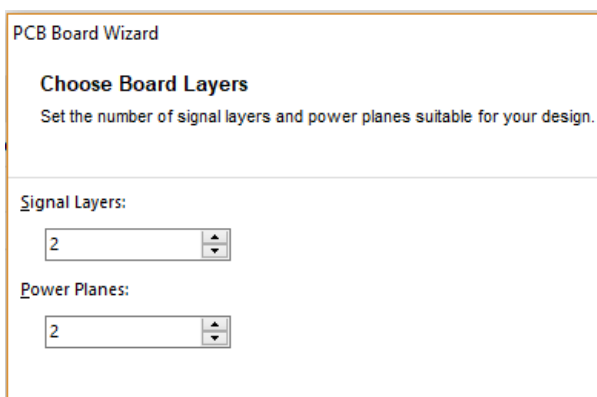 PCB Board Wizard
Choose Board Layers
Set the number of signal layers and power planes suitable for your design.
Signal Layers:
2
Power Planes:
2